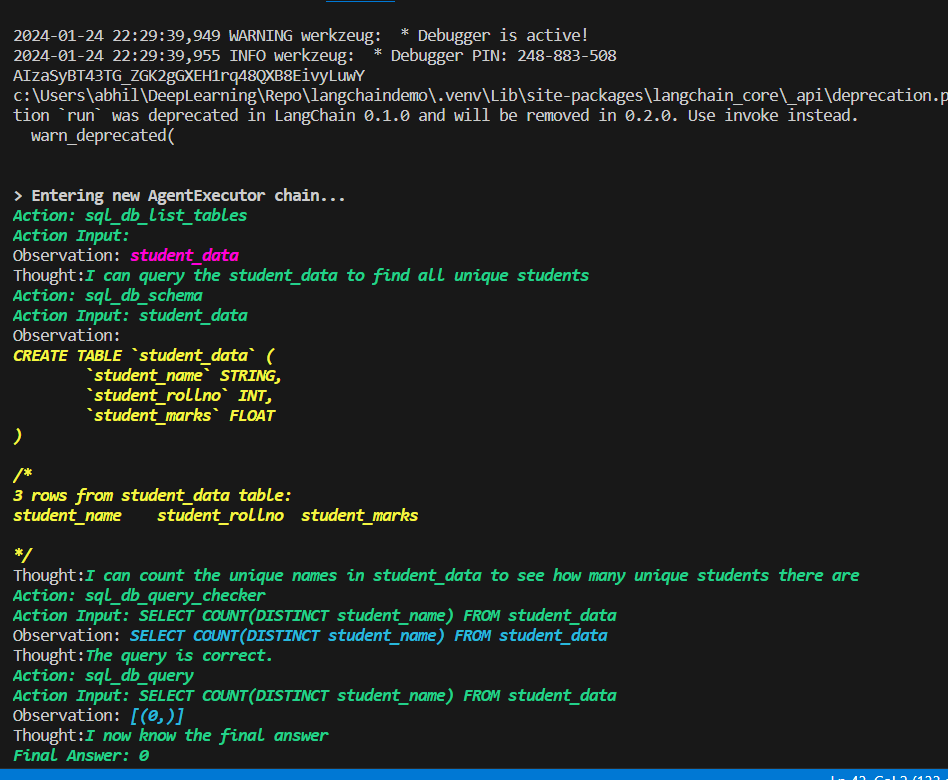 2024-01-24 22:29:39,949 WARNING werkzeug:  * Debugger is active!
2024-01-24 22:29:39,955 INFO werkzeug:  * Debugger PIN: 248-883-508
AIzaSyBT43TG_ZGK2gGXEH1rq48QXB8EivyLuwY
c:\Users\abhil\DeepLearning\Repo\langchaindemo\.venv\Lib\site-packages\langchain_core\_api\deprecation.p
tion `run` was deprecated in LangChain 0.1.0 and will be removed in 0.2.0. Use invoke instead.
  warn_deprecated(
> Entering new AgentExecutor chain...
Action: sql_db_list_tables
Action Input:
Observation: student_data
Thought:I can query the student_data to find all unique students
Action: sql_db_schema
Action Input: student_data
Observation:
CREATE TABLE `student_data` (
        `student_name` STRING,
        `student_rollno` INT,
        `student_marks` FLOAT
)
/*
3 rows from student_data table:
student_name    student_rollno  student_marks
*/
Thought:I can count the unique names in student_data to see how many unique students there are
Action: sql_db_query_checker
Action Input: SELECT COUNT(DISTINCT student_name) FROM student_data
Observation: SELECT COUNT(DISTINCT student_name) FROM student_data
Thought:The query is correct.
Action: sql_db_query
Action Input: SELECT COUNT(DISTINCT student_name) FROM student_data
Observation: [(0,)]
Thought:I now know the final answer
Final Answer: 0